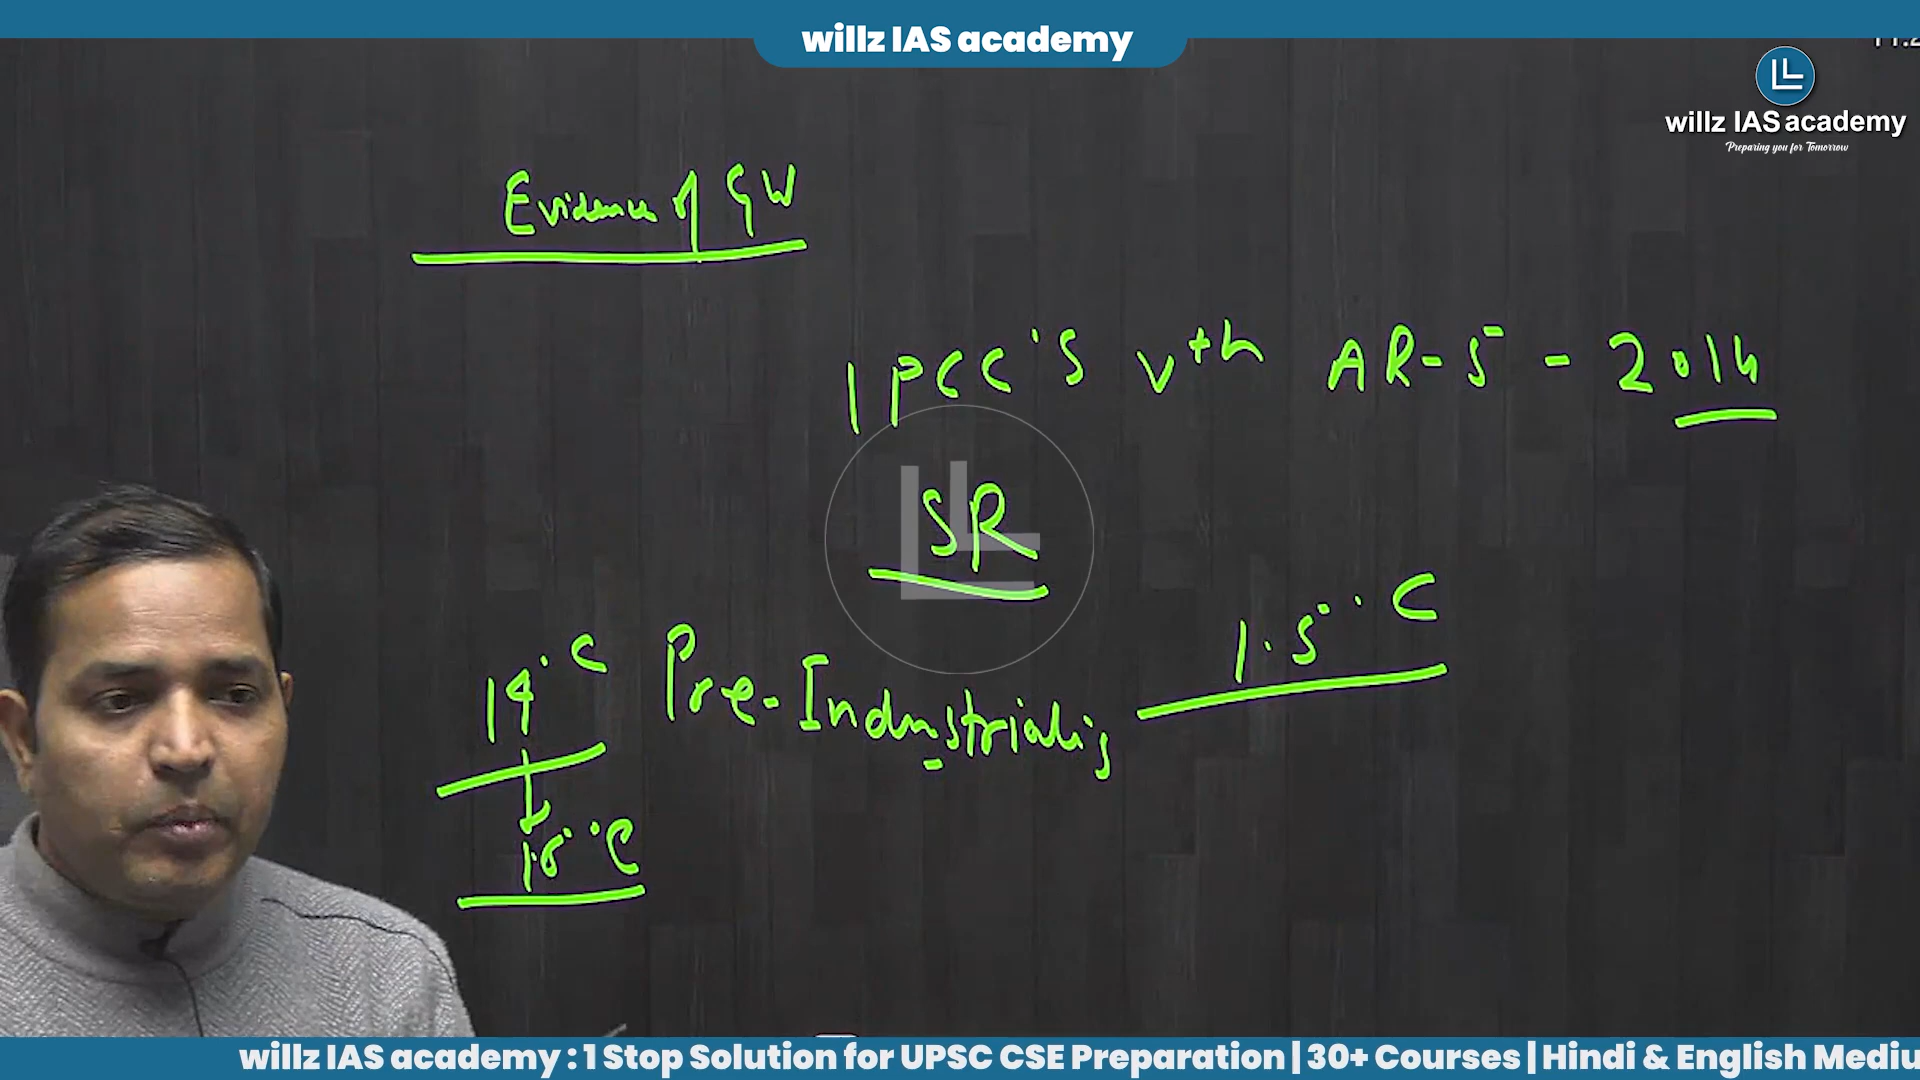 willz IAS academy
willz IAS academy
Preparing you for Tomorrow
Evidence of GW
IPCC'S vth AR-5 - 2014
SR
1.5°C
14°C Pre-Industrial
°C
willz IAS academy : 1 Stop Solution for UPSC CSE Preparation | 30+ Courses | Hindi & English Mediu